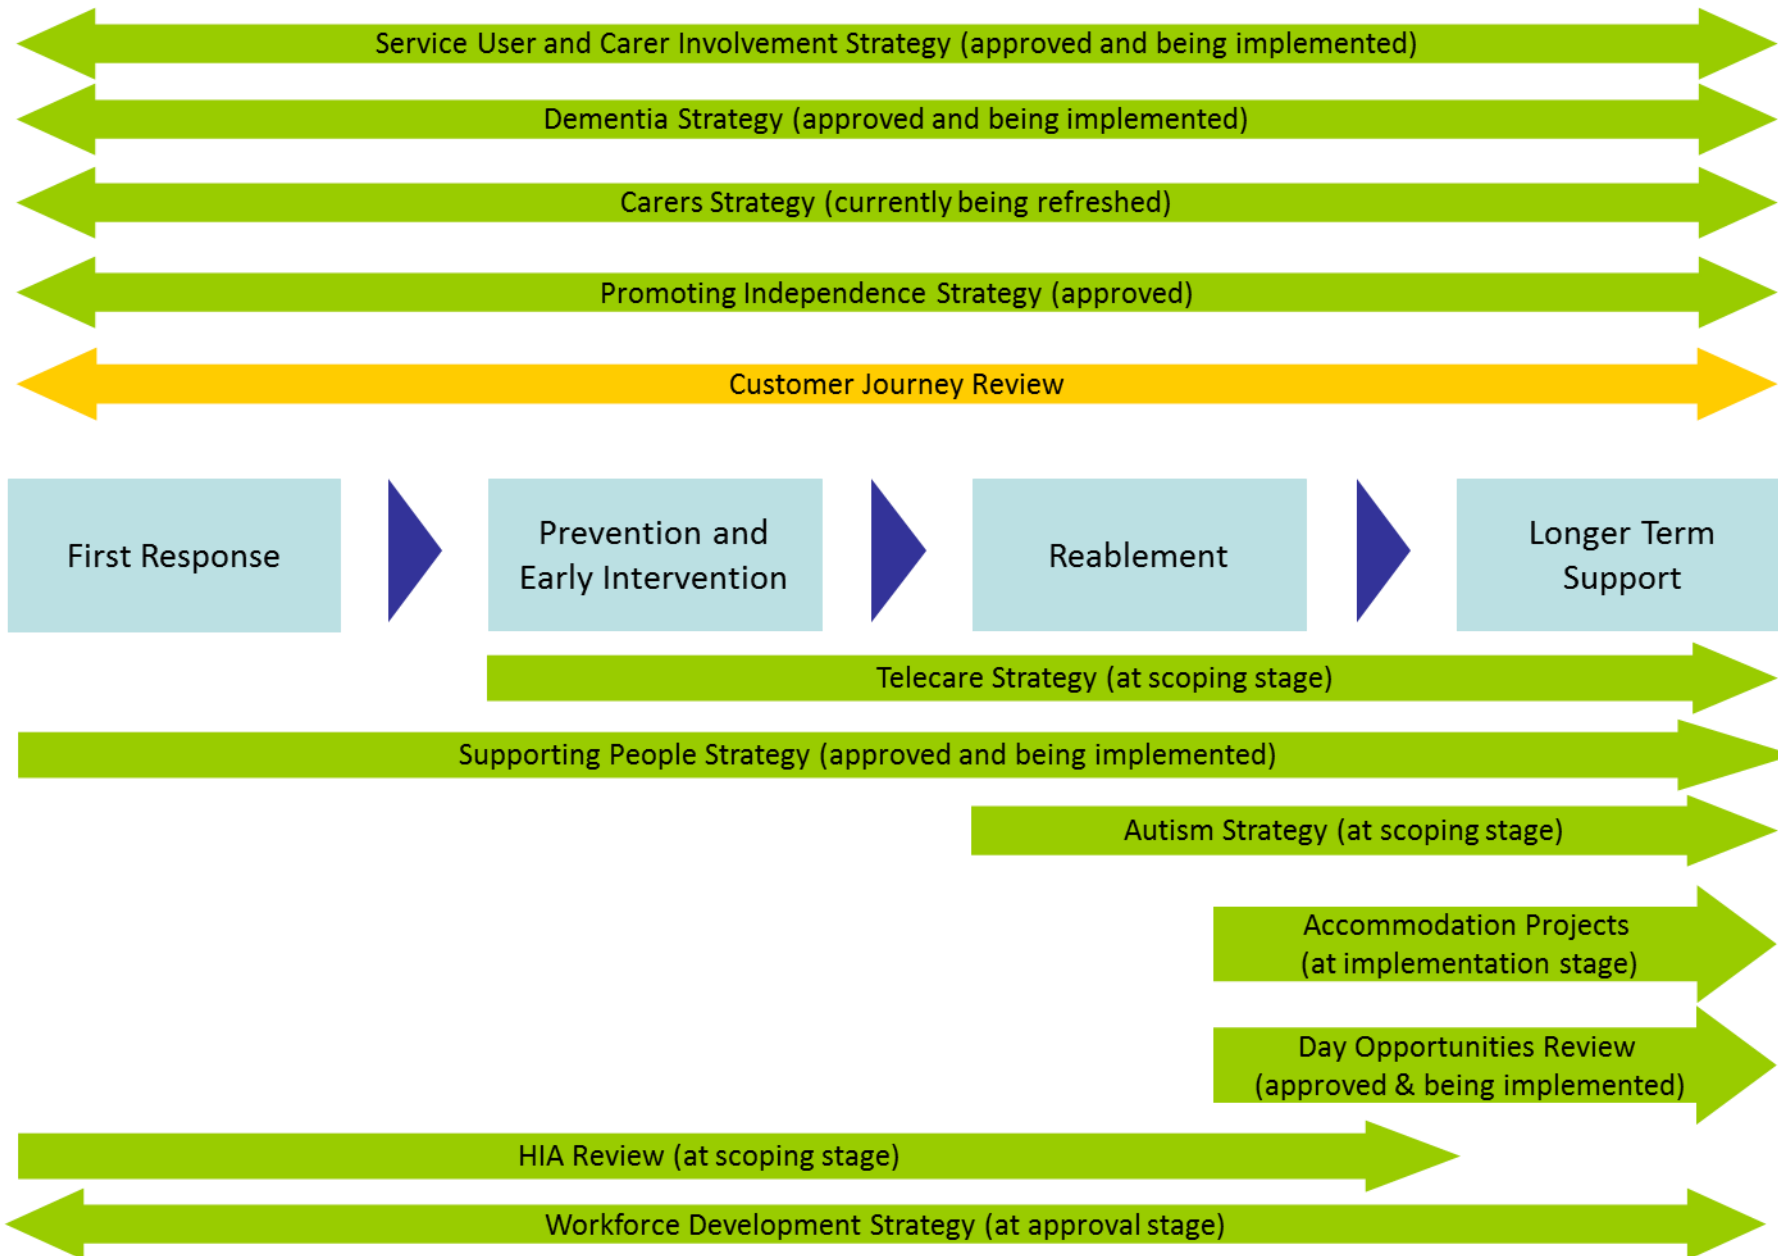 Service User and Carer Involvement Strategy (approved and being implemented)
Dementia Strategy (approved and being implemented)
Carers Strategy (currently being refreshed)
Promoting Independence Strategy (approved)
Customer Journey Review
First Response
Prevention and
Early Intervention
Reablement
Longer Term
Support
Telecare Strategy (at scoping stage)
Supporting People Strategy (approved and being implemented)
Autism Strategy (at scoping stage)
Accommodation Projects
(at implementation stage)
Day Opportunities Review
(approved & being implemented)
HIA Review (at scoping stage)
Workforce Development Strategy (at approval stage)